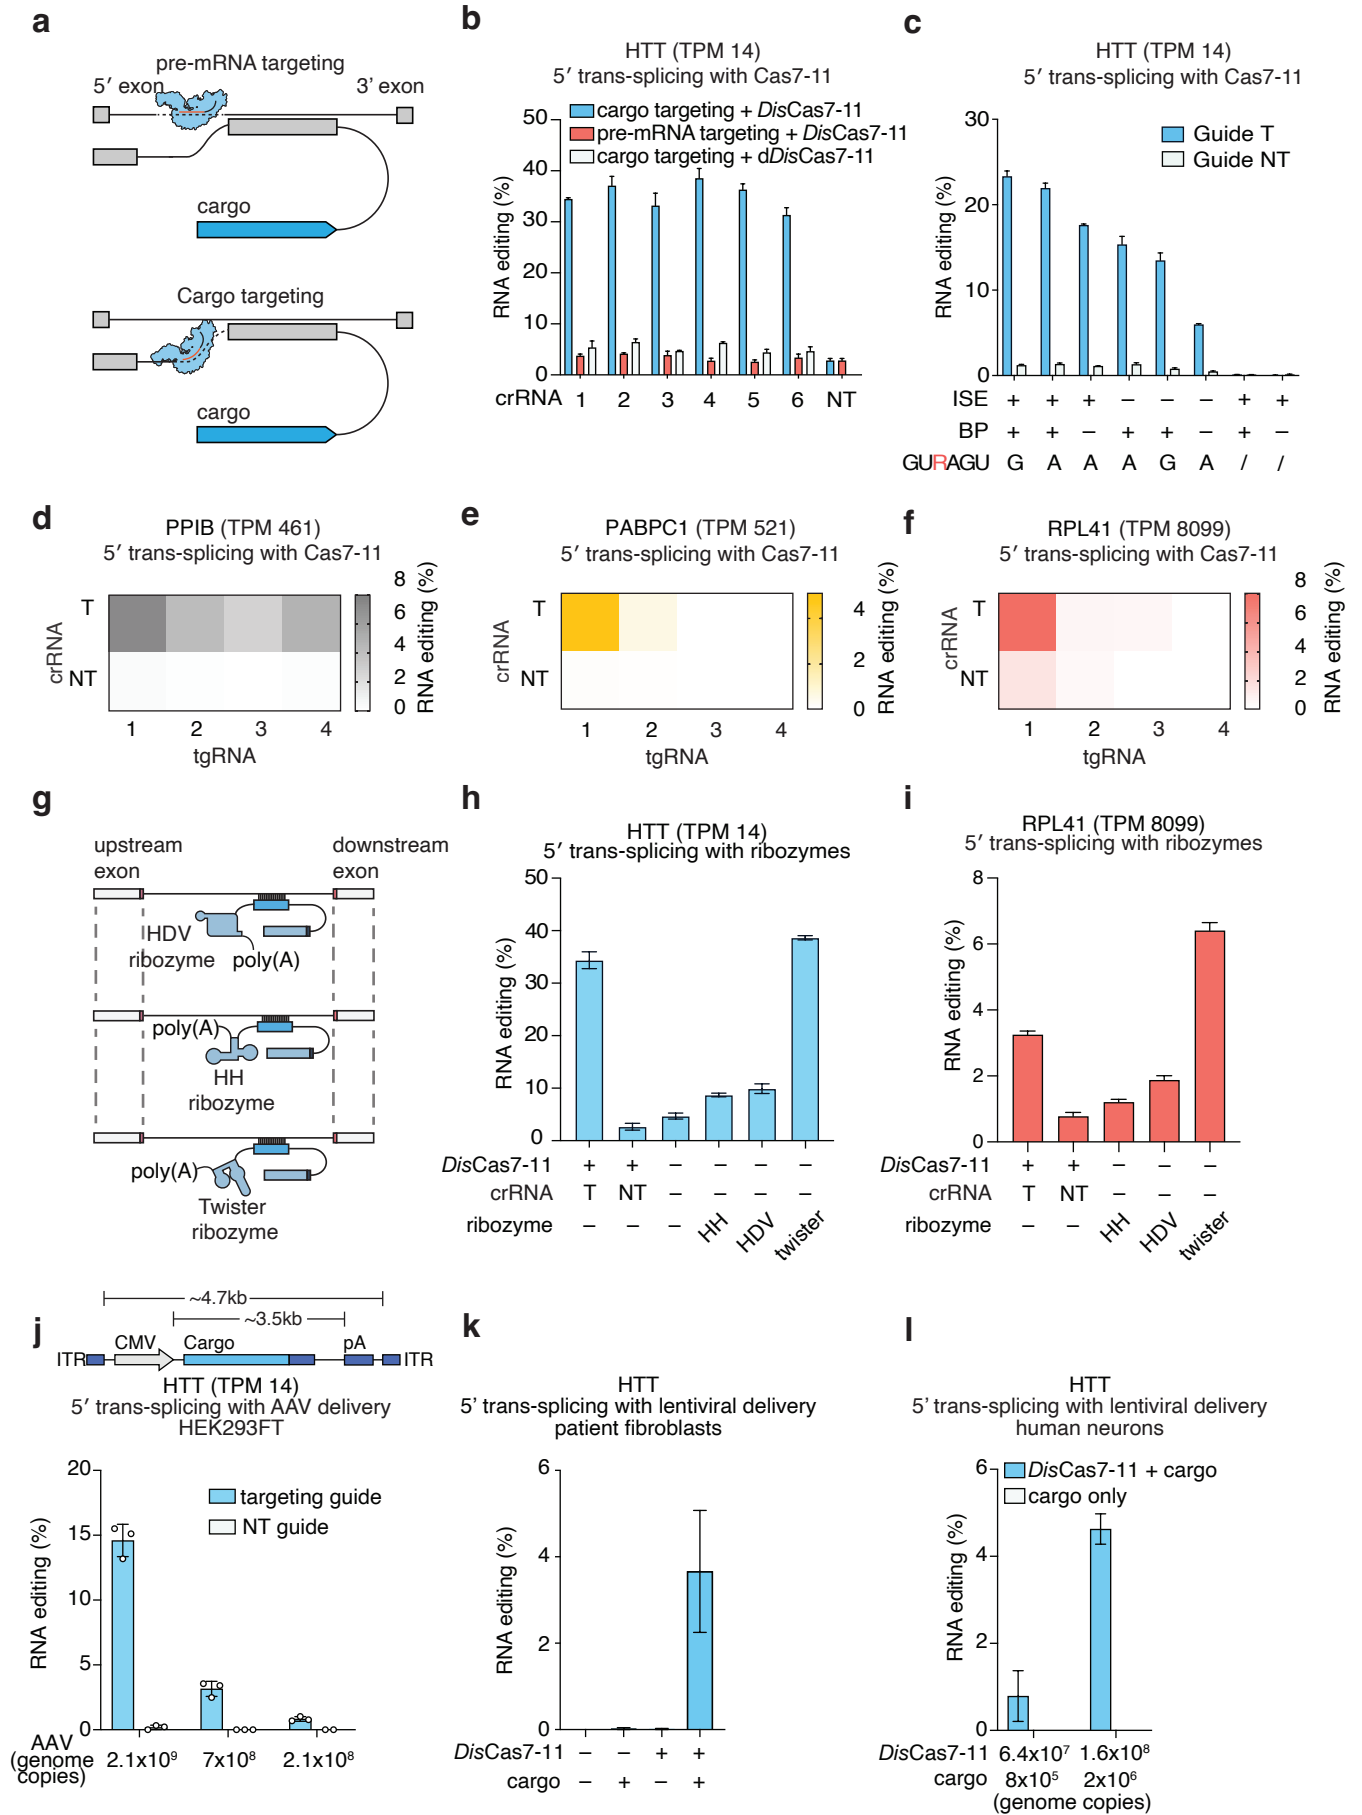 a
pre-mRNA targeting
5′ exon
3′ exon
cargo
Cargo targeting
cargo
b
HTT (TPM 14)
5′ trans-splicing with Cas7-11
cargo targeting + DisCas7-11
pre-mRNA targeting + DisCas7-11
cargo targeting + dDisCas7-11
RNA editing (%)
50
40
30
20
10
0
crRNA 1 2 3 4 5 6 NT
c
HTT (TPM 14)
5′ trans-splicing with Cas7-11
Guide T
Guide NT
RNA editing (%)
30
20
10
0
ISE + + + – – – + +
BP + + – + + – + –
GURAGU G A A A G A / /
d
PPIB (TPM 461)
5′ trans-splicing with Cas7-11
crRNA
T
NT
1 2 3 4
tgRNA
8
6
4
2
0
RNA editing (%)
e
PABPC1 (TPM 521)
5′ trans-splicing with Cas7-11
crRNA
T
NT
1 2 3 4
tgRNA
4
2
0
RNA editing (%)
f
RPL41 (TPM 8099)
5′ trans-splicing with Cas7-11
crRNA
T
NT
1 2 3 4
tgRNA
8
6
4
2
0
RNA editing (%)
g
upstream
exon
downstream
exon
HDV
ribozyme
poly(A)
poly(A)
HH
ribozyme
poly(A)
Twister
ribozyme
h
HTT (TPM 14)
5′ trans-splicing with ribozymes
RNA editing (%)
50
40
30
20
10
0
DisCas7-11 + + – – – –
crRNA T NT – – – –
ribozyme – – – HH HDV twister
i
RPL41 (TPM 8099)
5′ trans-splicing with ribozymes
RNA editing (%)
8
6
4
2
0
DisCas7-11 + + – – –
crRNA T NT – – –
ribozyme – – HH HDV twister
j
~4.7kb
~3.5kb
ITR CMV Cargo pA ITR
HTT (TPM 14)
5′ trans-splicing with AAV delivery
HEK293FT
targeting guide
NT guide
RNA editing (%)
20
15
10
5
0
AAV
(genome
copies)
2.1x10⁹ 7x10⁸ 2.1x10⁸
k
HTT
5' trans-splicing with lentiviral delivery
patient fibroblasts
RNA editing (%)
6
4
2
0
DisCas7-11 – – + +
cargo – + – +
l
HTT
5' trans-splicing with lentiviral delivery
human neurons
DisCas7-11 + cargo
cargo only
RNA editing (%)
6
4
2
0
DisCas7-11 6.4x10⁷ 1.6x10⁸
cargo 8x10⁵ 2x10⁶
(genome copies)